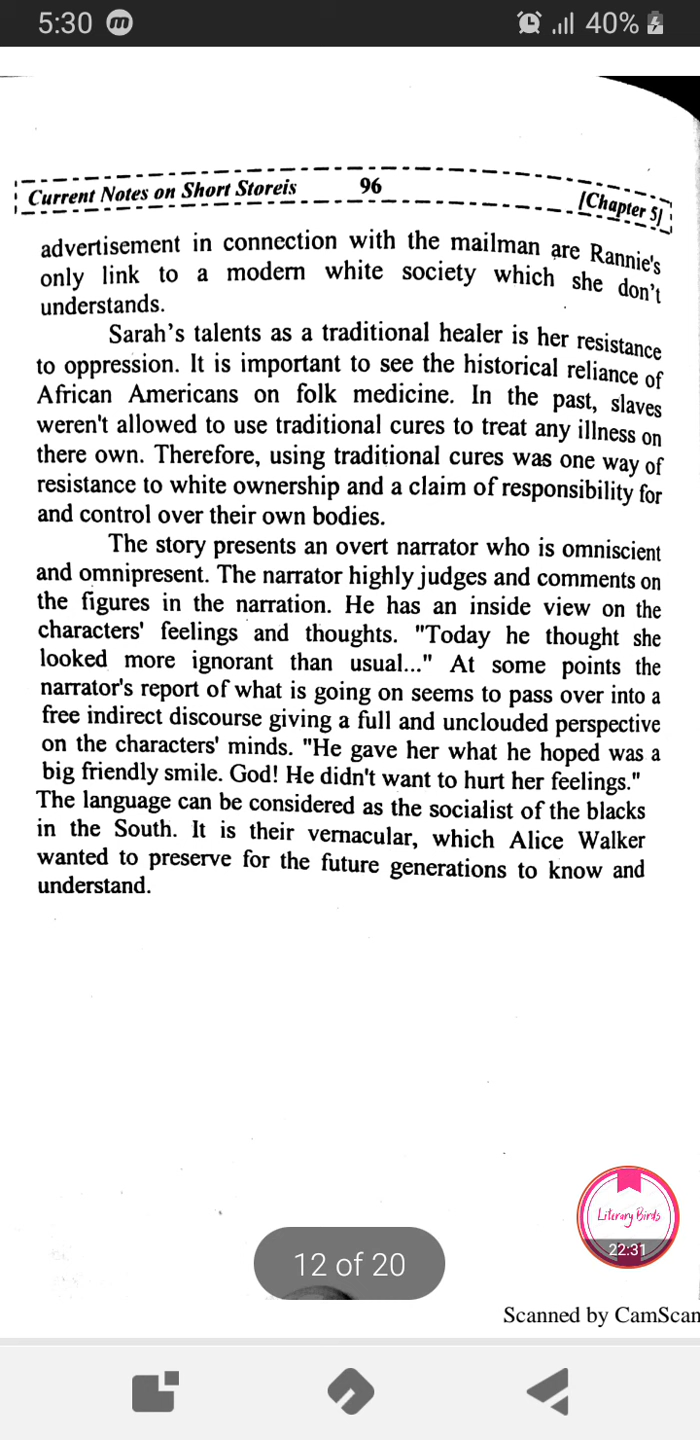 5:30 m 40%
Current Notes on Short Storeis 96 [Chapter 5]
advertisement in connection with the mailman are Rannie's
only link to a modern white society which she don't
understands.
Sarah's talents as a traditional healer is her resistance
to oppression. It is important to see the historical reliance of
African Americans on folk medicine. In the past, slaves
weren't allowed to use traditional cures to treat any illness on
there own. Therefore, using traditional cures was one way of
resistance to white ownership and a claim of responsibility for
and control over their own bodies.
The story presents an overt narrator who is omniscient
and omnipresent. The narrator highly judges and comments on
the figures in the narration. He has an inside view on the
characters' feelings and thoughts. "Today he thought she
looked more ignorant than usual..." At some points the
narrator's report of what is going on seems to pass over into a
free indirect discourse giving a full and unclouded perspective
on the characters' minds. "He gave her what he hoped was a
big friendly smile. God! He didn't want to hurt her feelings."
The language can be considered as the socialist of the blacks
in the South. It is their vernacular, which Alice Walker
wanted to preserve for the future generations to know and
understand.
Literary Birds
22:31
12 of 20
Scanned by CamScan